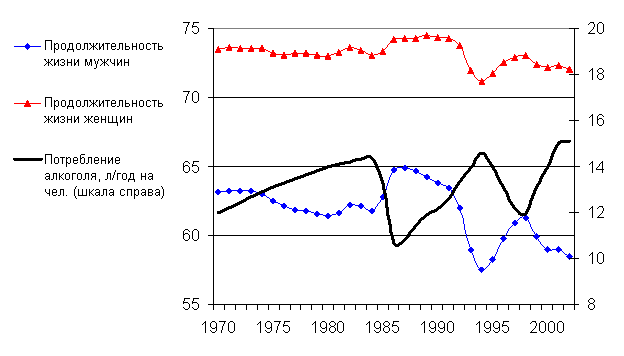 Продолжительность
жизни мужчин
Продолжительность
жизни женщин
Потребление
алкоголя, л/год на
чел. (шкала справа)
75
70
65
60
55
20
18
16
14
12
10
8
1970 1975 1980 1985 1990 1995 2000